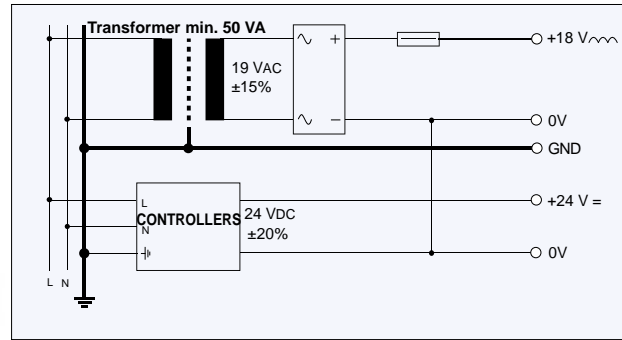 Transformer min. 50 VA
+18 V
19 VAC
±15%
+
−
0V
GND
L
CONTROLLERS
N
24 VDC
±20%
+24 V =
0V
L N